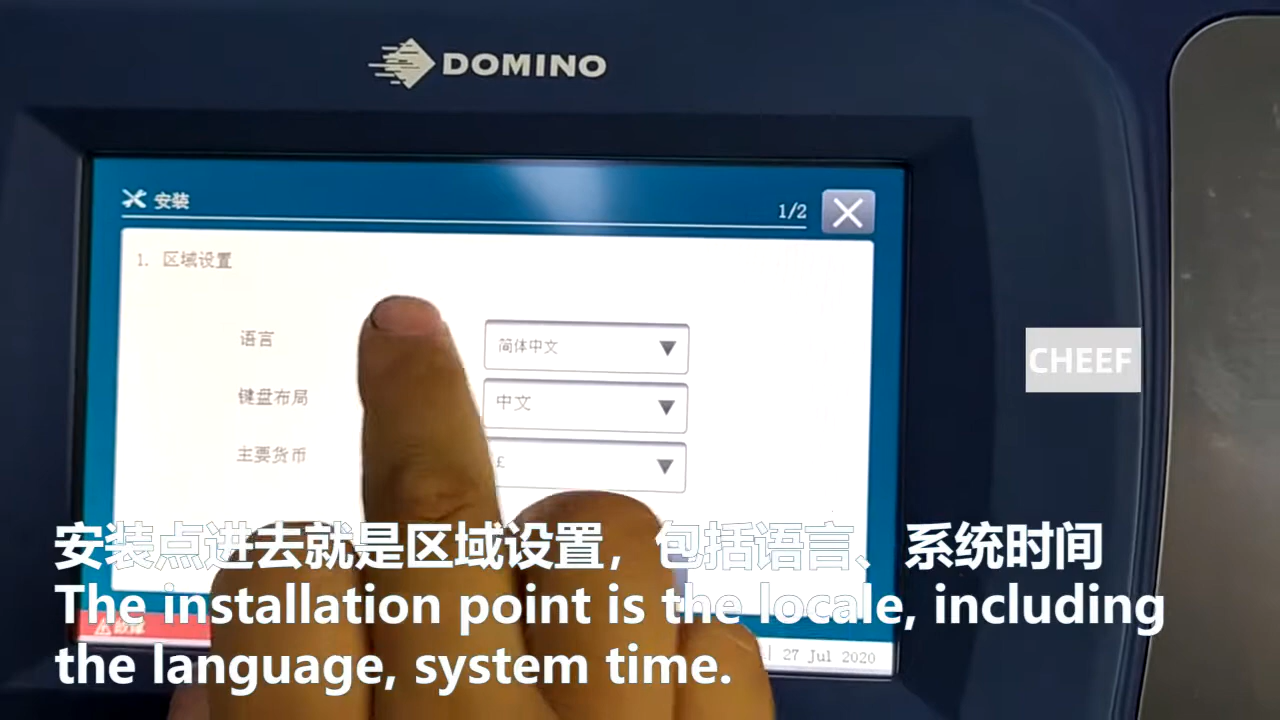 DOMINO
安装
1/2
1. 区域设置
语言
简体中文
键盘布局
中文
主要货币
£
CHEEF
安装点进去就是区域设置，包括语言、系统时间
The installation point is the locale, including
the language, system time.
故障
27 Jul 2020